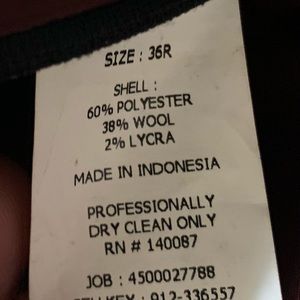 SIZE : 36R
SHELL :
60% POLYESTER
38% WOOL
2% LYCRA
MADE IN INDONESIA
PROFESSIONALLY
DRY CLEAN ONLY
RN # 140087
JOB : 4500027788
: 912-336557